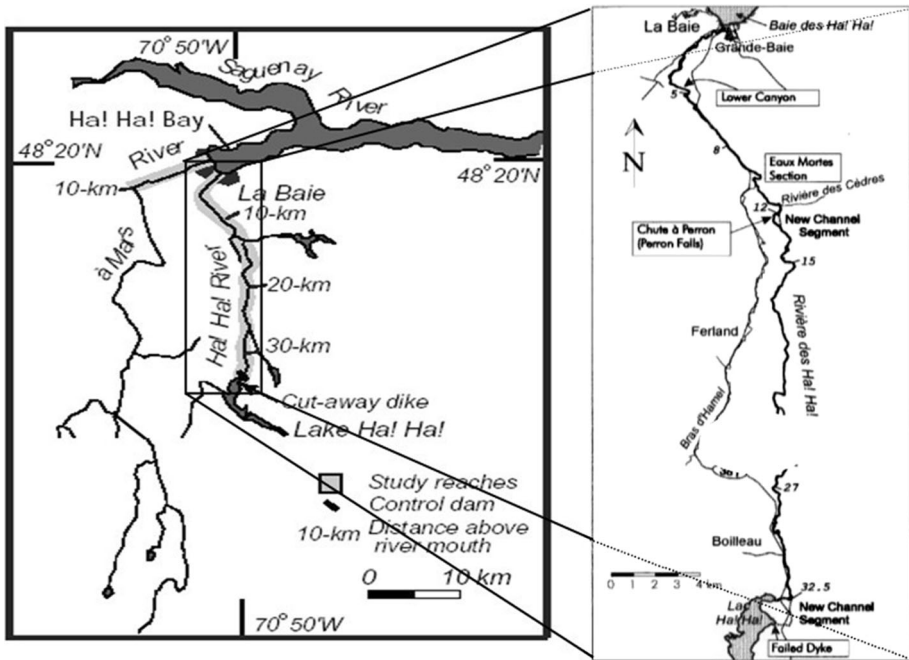 70°50'W
Saguenay
River
Ha! Ha! Bay
48°20'N
River
10-km
48°20'N
La Baie
10-km
à Mars
Ha! Ha! River
20-km
30-km
Cut-away dike
Lake Ha! Ha!
Study reaches
Control dam
10-km Distance above
river mouth
0 10 km
70°50'W
La Baie
Baie des Ha! Ha!
Grande-Baie
5
Lower Canyon
N
8
Eaux Mortes
Section
Rivière des Cèdres
12
New Channel
Segment
Chute à Perron
(Perron Falls)
15
Rivière des Ha! Ha!
Ferland
Bras d'Hamel
27
Boilleau
0 1 2 3 4 km
32.5
Lac
Ha! Ha!
New Channel
Segment
Failed Dyke